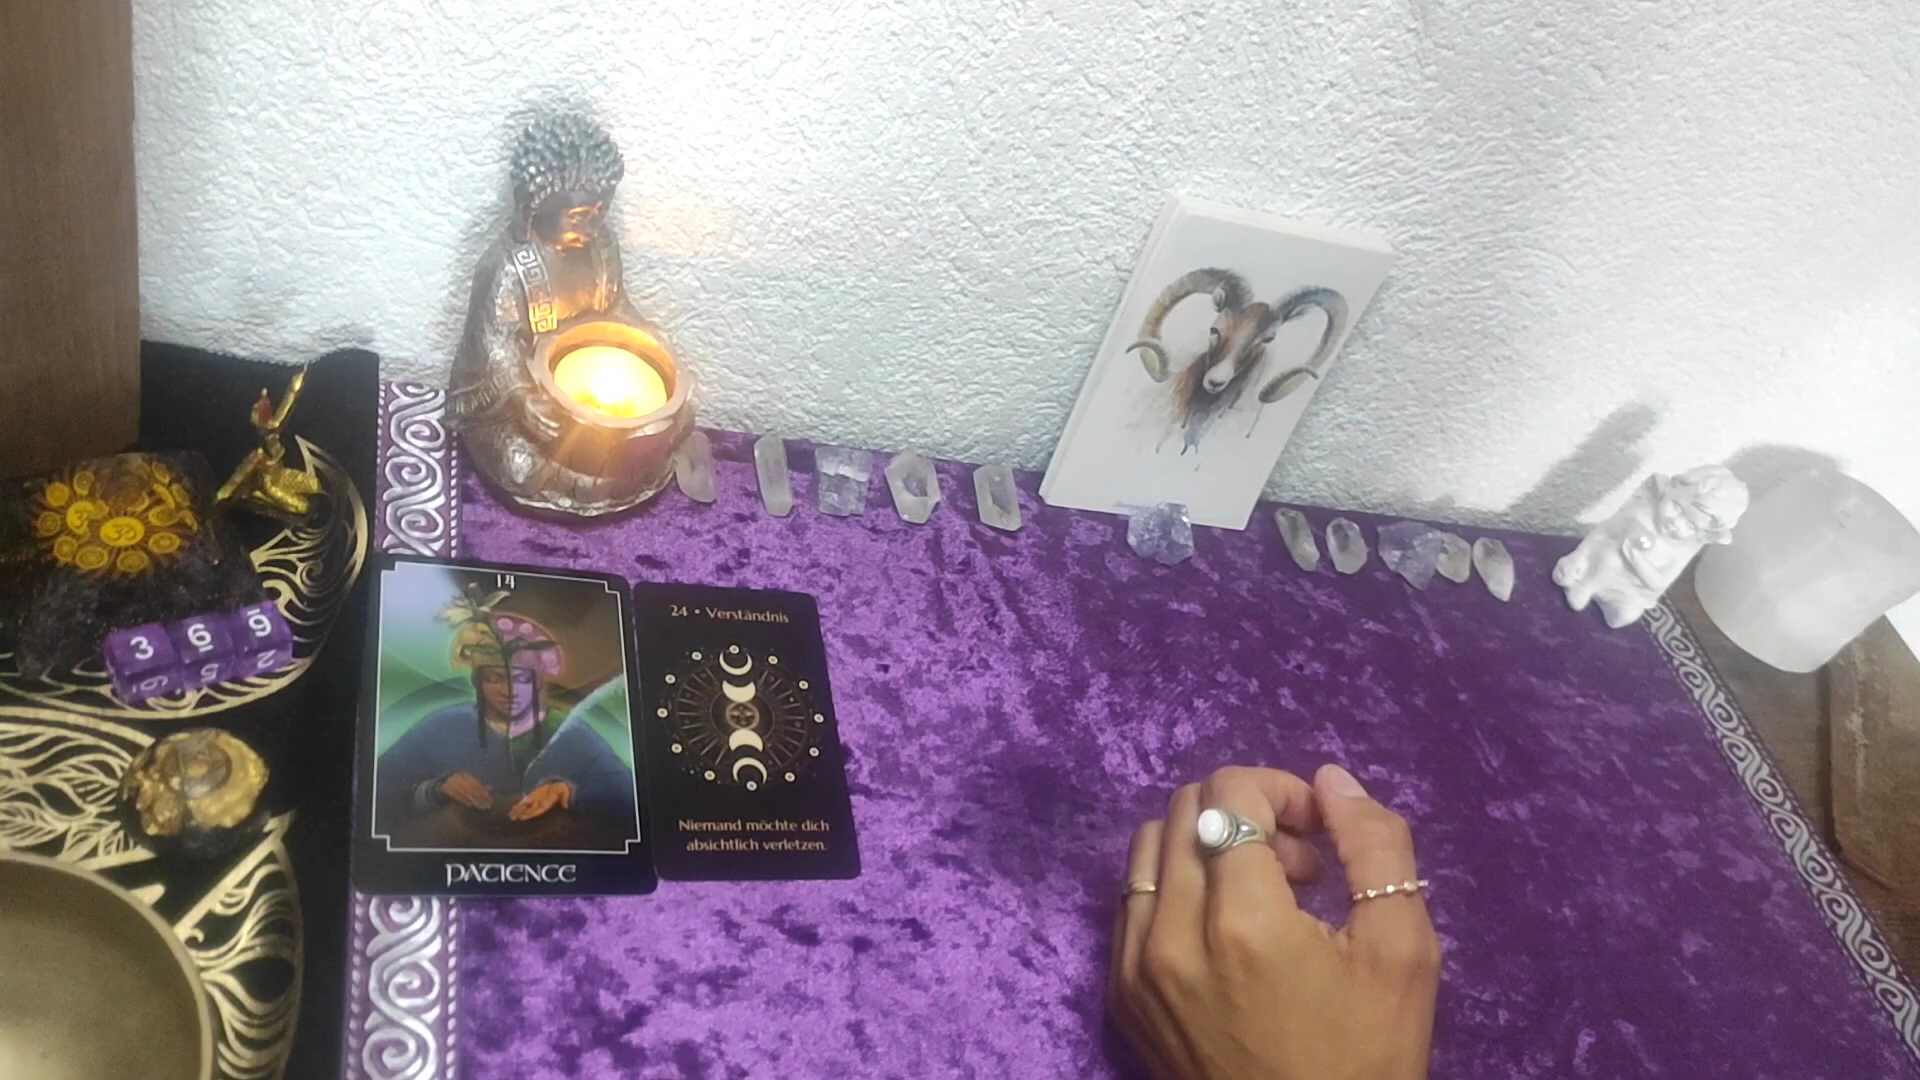 14
PATIENCE
24 • Verständnis
Niemand möchte dich
absichtlich verletzen.
3 6 9